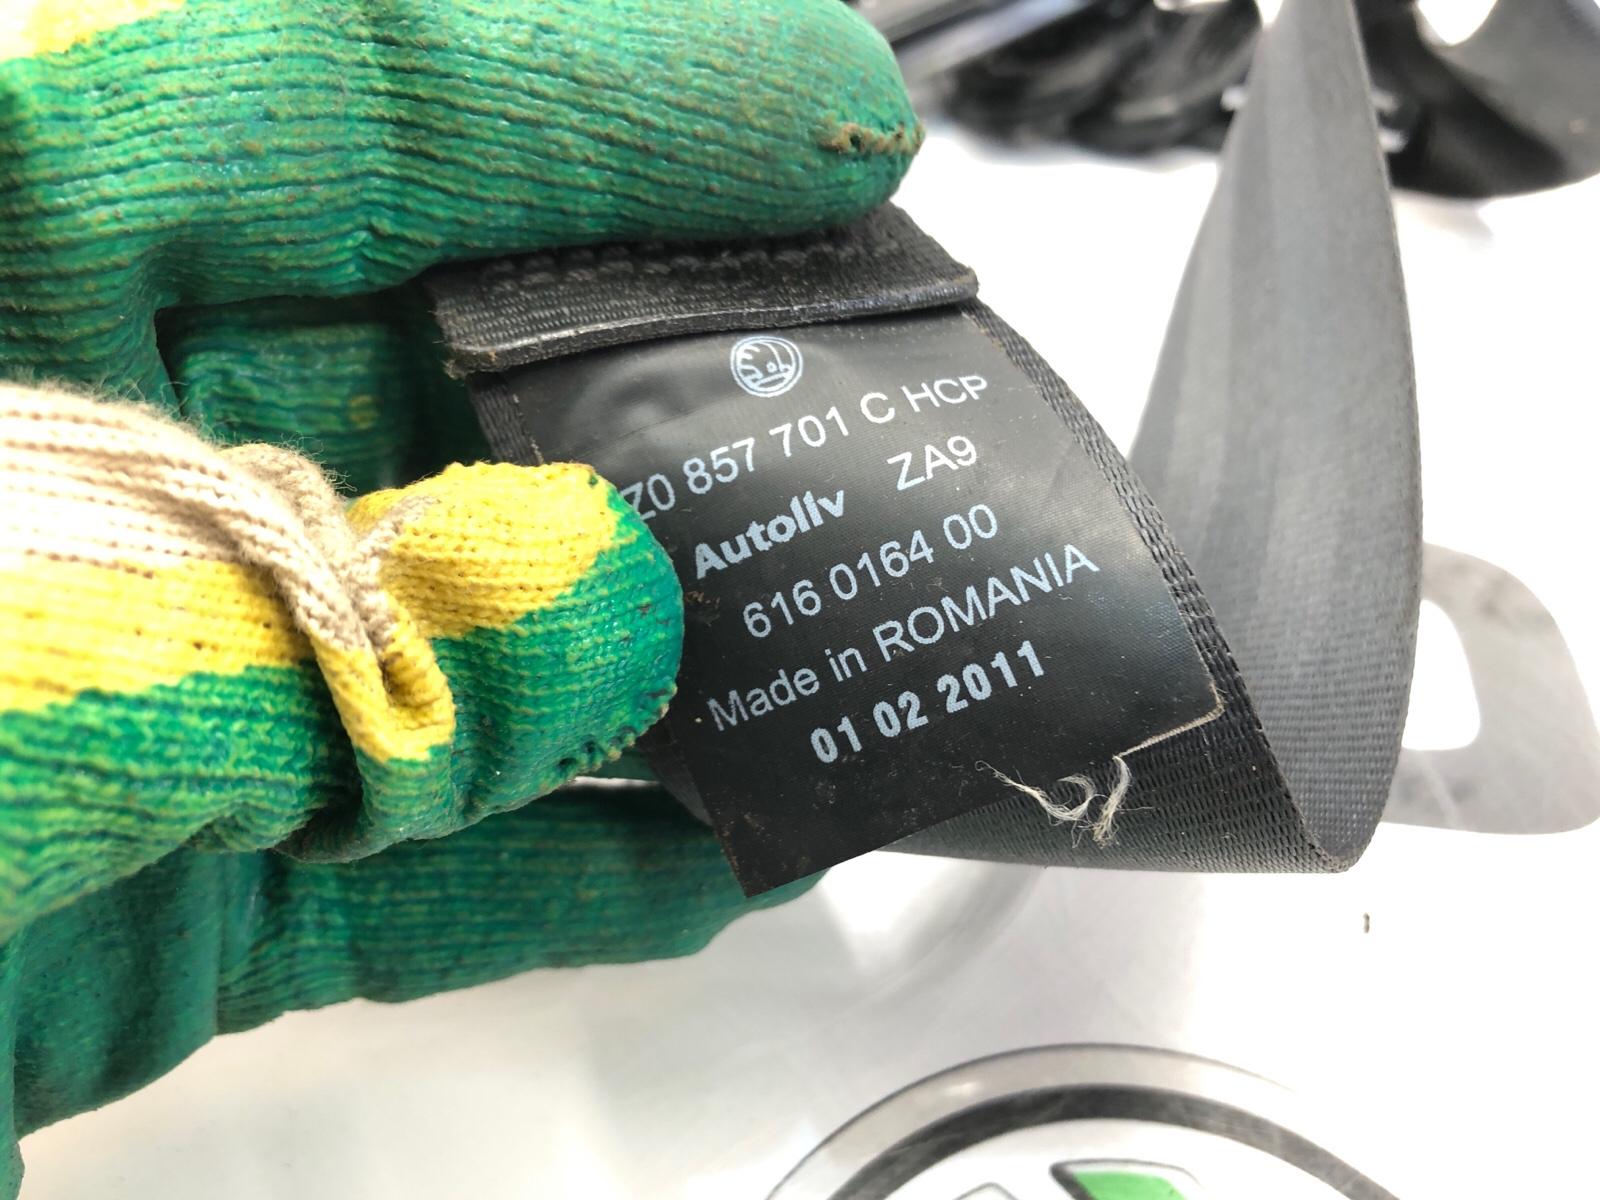 Z0 857 701 C HCP
Autoliv ZA9
616 0164 00
Made in ROMANIA
01 02 2011